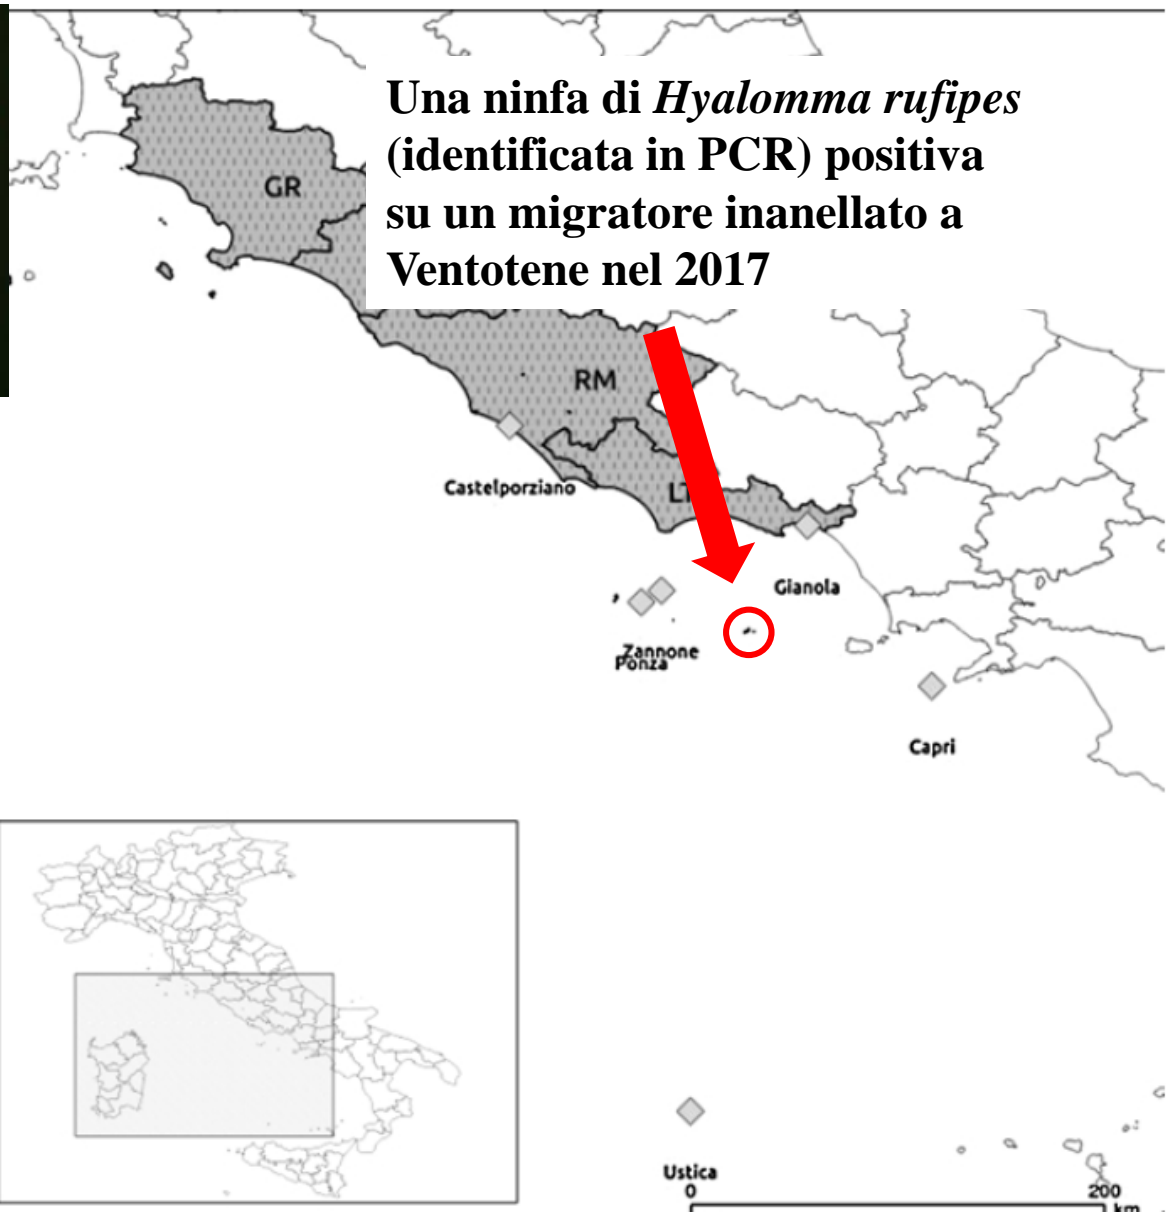 Una ninfa di Hyalomma rufipes
(identificata in PCR) positiva
su un migratore inanellato a
Ventotene nel 2017
GR
RM
LT
Castelporziano
Gianola
Zannone
Ponza
Capri
Ustica
0 200
km